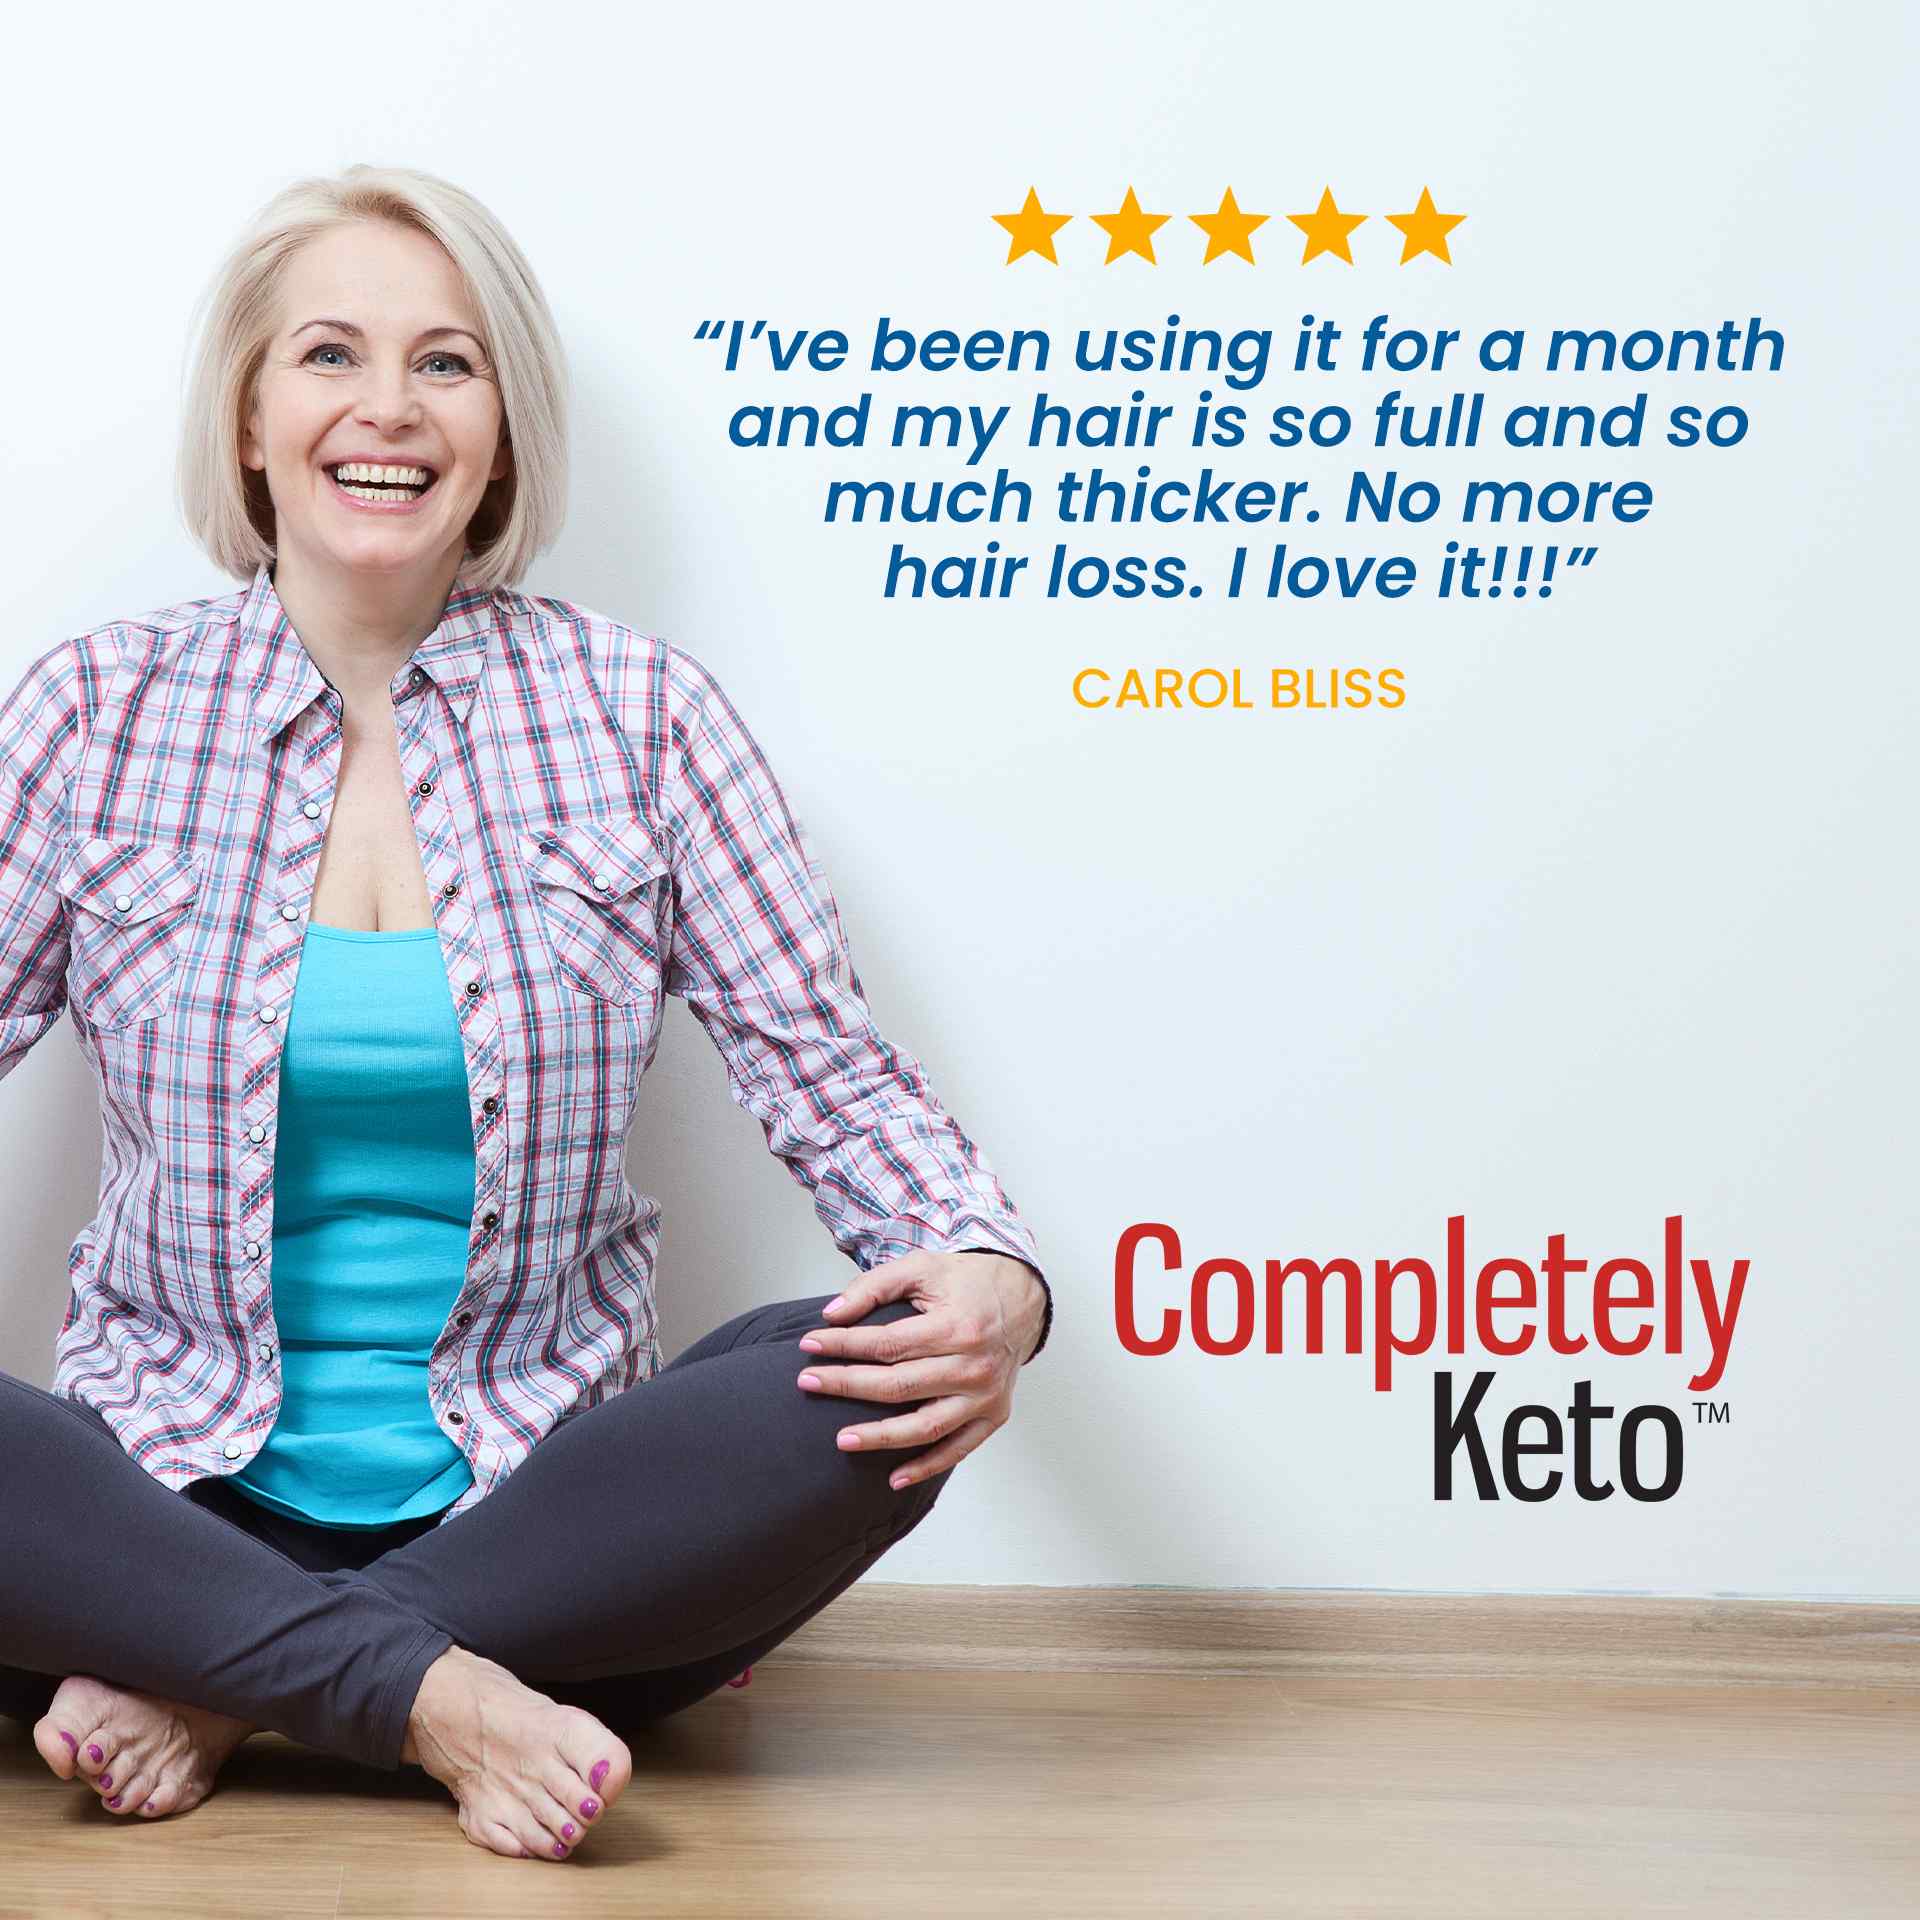 “I’ve been using it for a month
and my hair is so full and so
much thicker. No more
hair loss. I love it!!!”
CAROL BLISS
Completely
Keto™